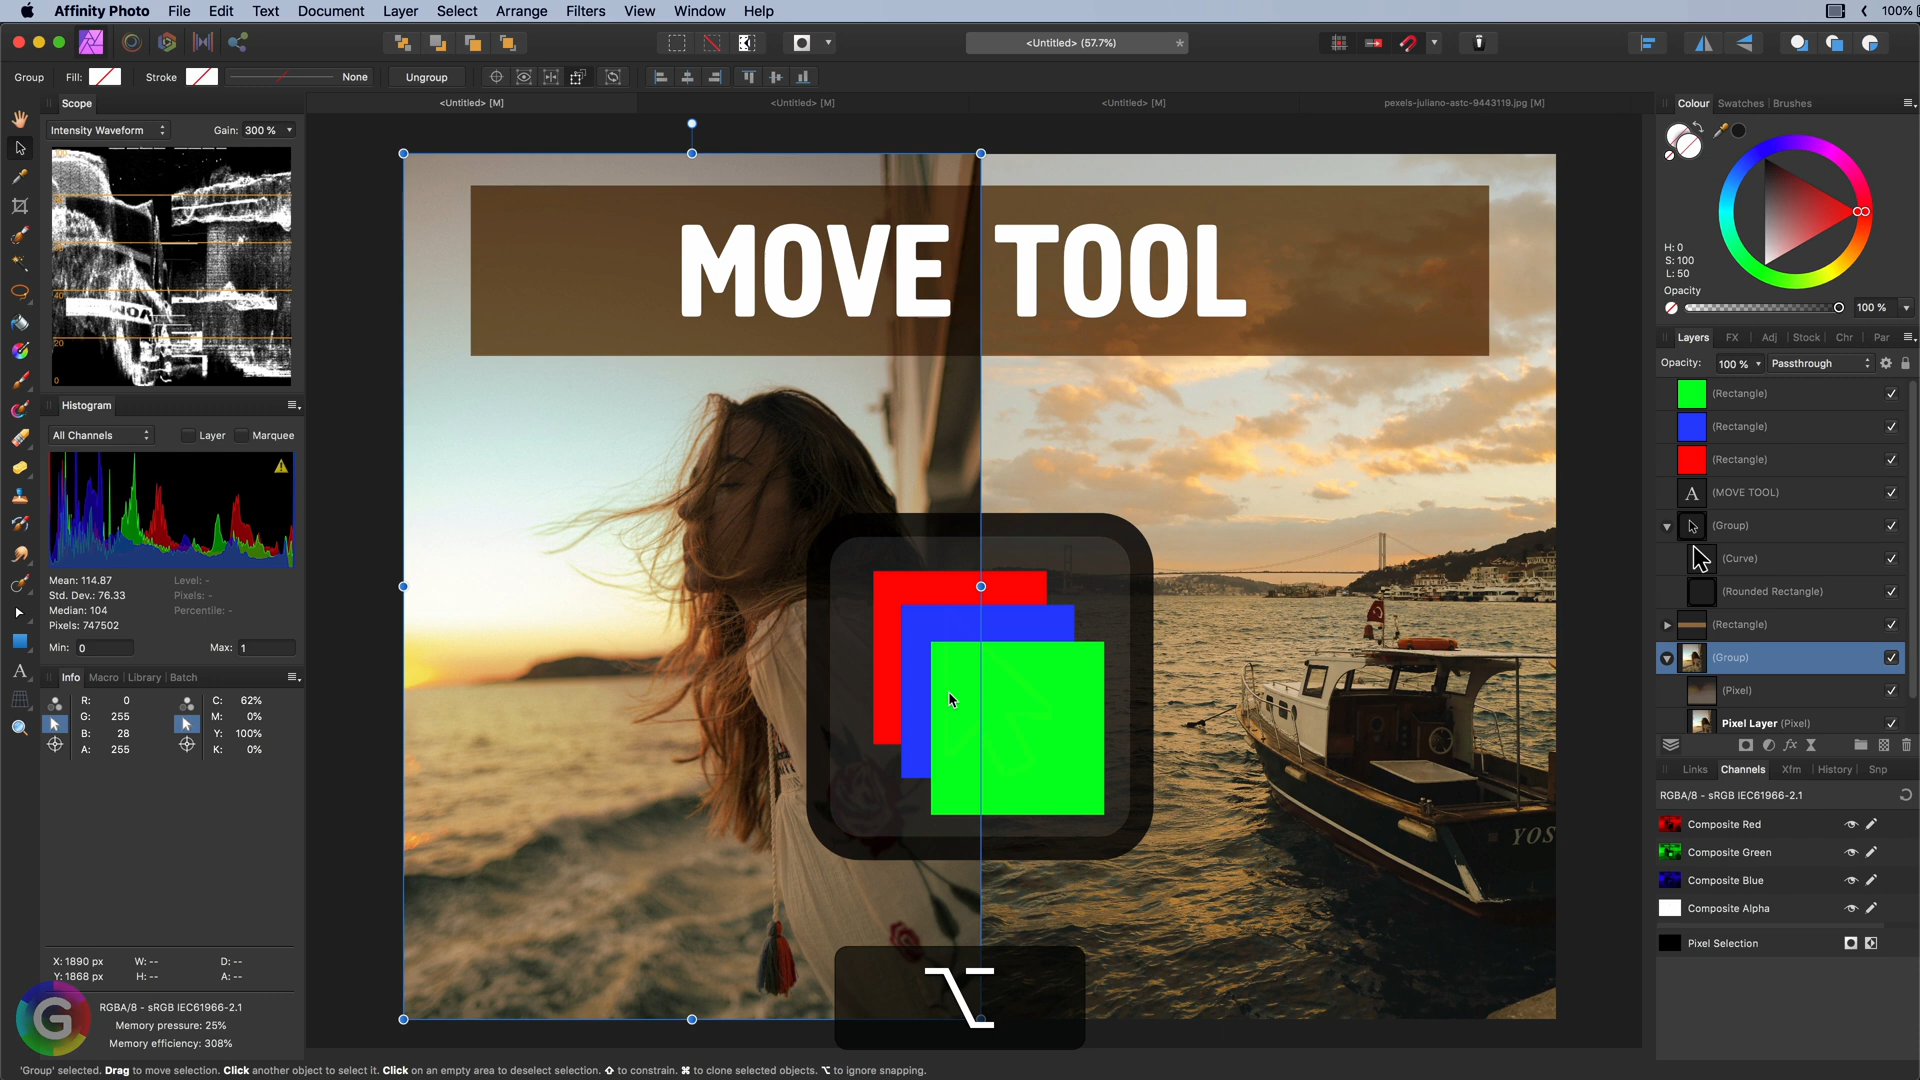 Affinity Photo File Edit Text Document Layer Select Arrange Filters View Window Help 100%
<Untitled> (57.7%) *
Group Fill: Stroke None Ungroup
Scope
Intensity Waveform Gain: 300 %
100
80
60
40
20
0
Histogram
All Channels Layer Marquee
Mean: 114.87 Level: -
Std. Dev.: 76.33 Pixels: -
Median: 104 Percentile: -
Pixels: 747502
Min: 0 Max: 1
Info Macro Library Batch
R: 0 C: 62%
G: 255 M: 0%
B: 28 Y: 100%
A: 255 K: 0%
X: 1890 px W: -- D: --
Y: 1868 px H: -- A: --
G
RGBA/8 - sRGB IEC61966-2.1
Memory pressure: 25%
Memory efficiency: 308%
<Untitled> [M] <Untitled> [M] <Untitled> [M] pexels-juliano-astc-9443119.jpg [M]
MOVE TOOL
YOS
⌥
Colour Swatches Brushes
H: 0
S: 100
L: 50
Opacity
100 %
Layers FX Adj Stock Chr Par
Opacity: 100 % Passthrough
(Rectangle)
(Rectangle)
(Rectangle)
A (MOVE TOOL)
(Group)
(Curve)
(Rounded Rectangle)
(Rectangle)
(Group)
(Pixel)
Pixel Layer (Pixel)
fx
Links Channels Xfm History Snp
RGBA/8 - sRGB IEC61966-2.1
Composite Red
Composite Green
Composite Blue
Composite Alpha
Pixel Selection
'Group' selected. Drag to move selection. Click another object to select it. Click on an empty area to deselect selection. ⇧ to constrain. ⌘ to clone selected objects. ⌥ to ignore snapping.